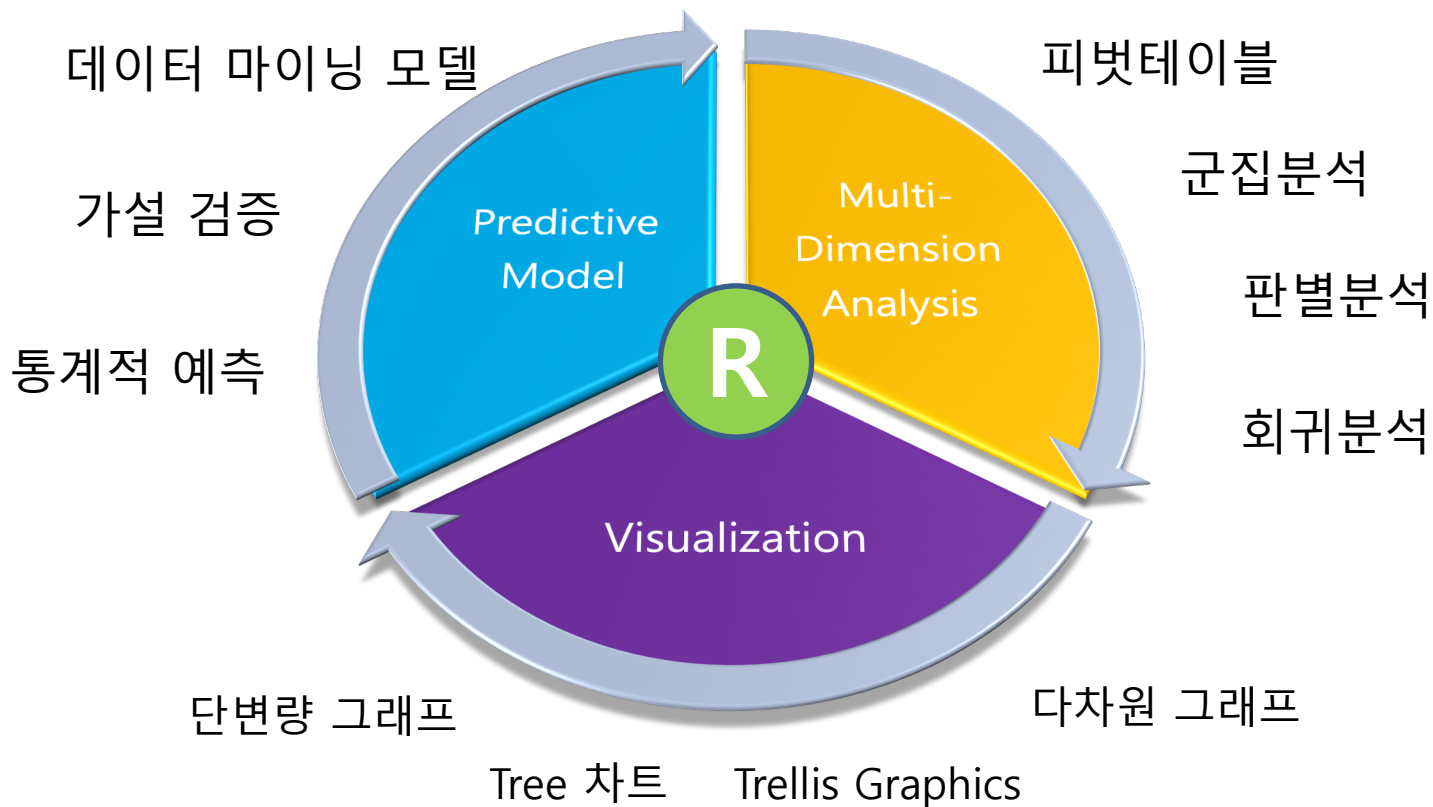 데이터 마이닝 모델
가설 검증
통계적 예측
Predictive
Model
Multi-
Dimension
Analysis
피벗테이블
군집분석
판별분석
회귀분석
R
Visualization
단변량 그래프
Tree 차트
Trellis Graphics
다차원 그래프